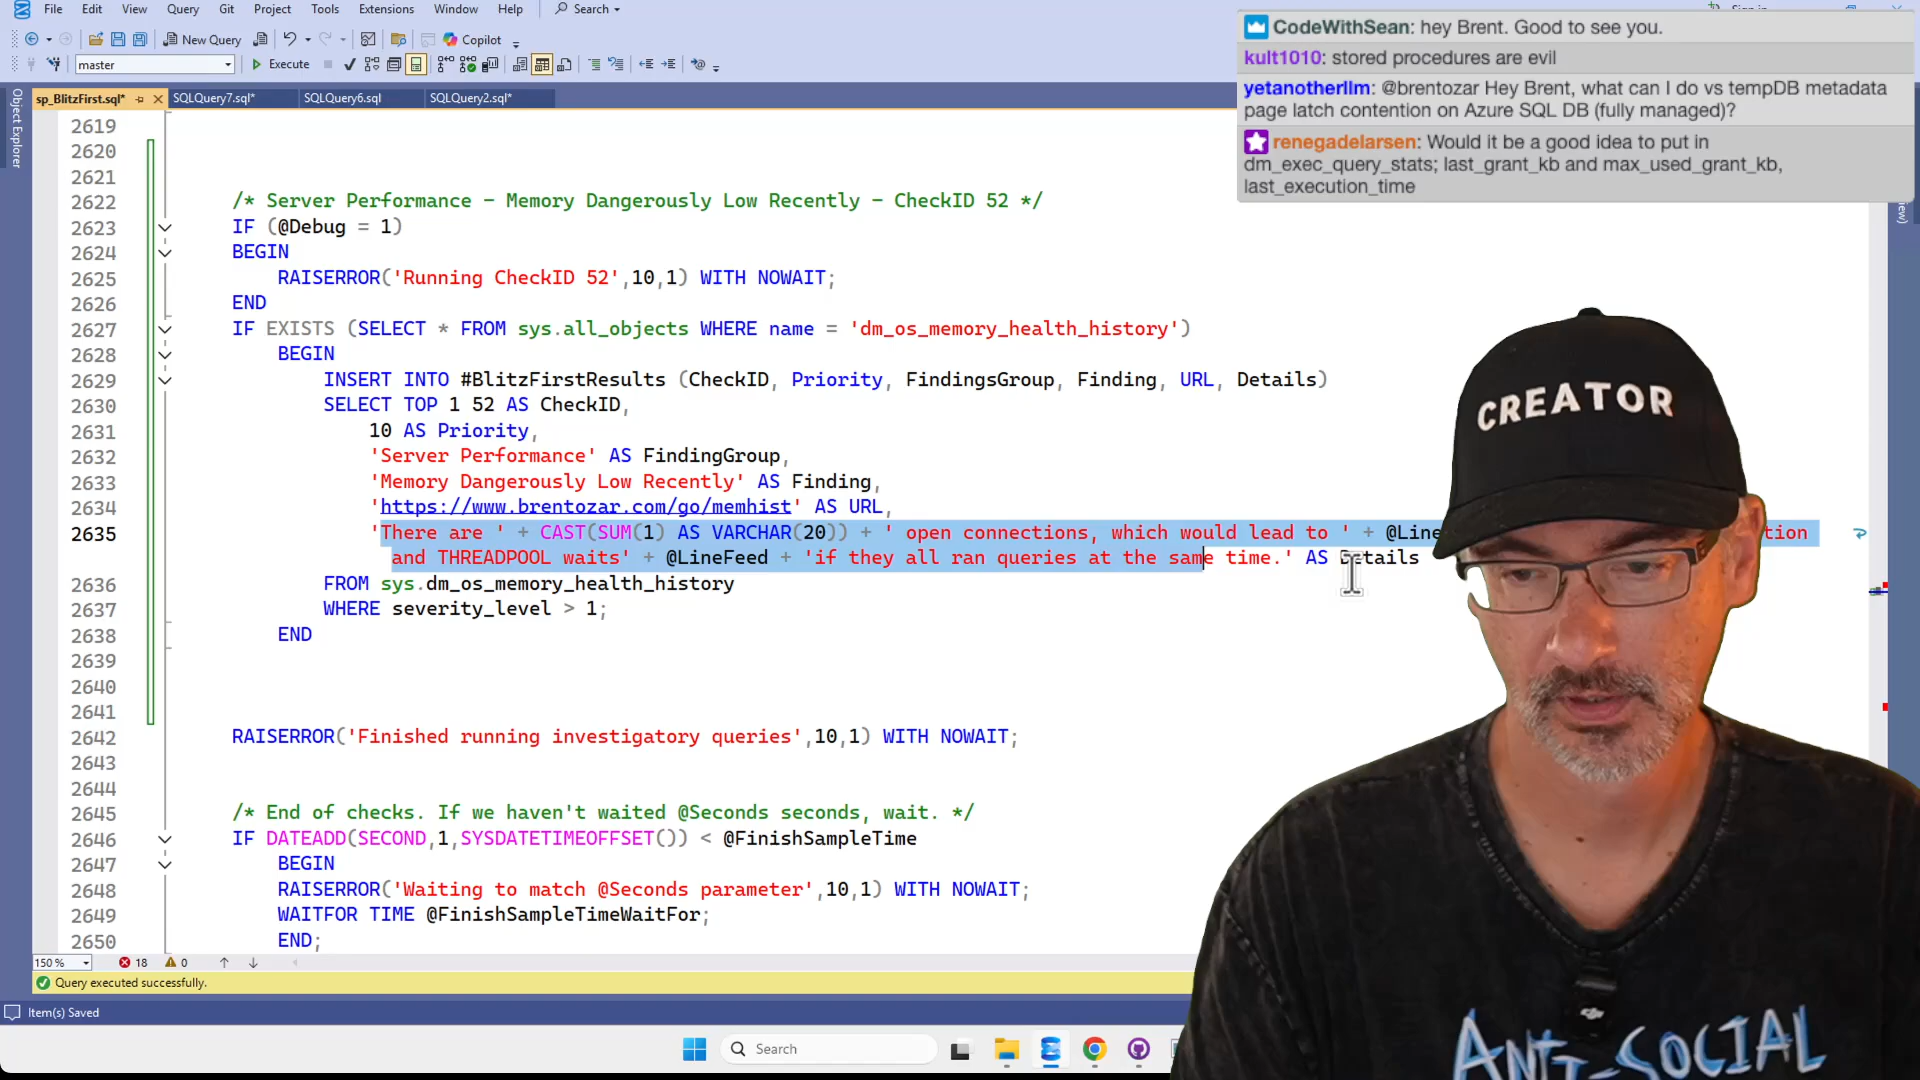 File Edit View Query Git Project Tools Extensions Window Help Search
New Query Copilot
master Execute
sp_BlitzFirst.sql* SQLQuery7.sql* SQLQuery6.sql SQLQuery2.sql*
Object Explorer
CodeWithSean: hey Brent. Good to see you.
kult1010: stored procedures are evil
yetanotherllm: @brentozar Hey Brent, what can I do vs tempDB metadata
page latch contention on Azure SQL DB (fully managed)?
renegadelarsen: Would it be a good idea to put in
dm_exec_query_stats; last_grant_kb and max_used_grant_kb,
last_execution_time
2619
2620
2621
2622 /* Server Performance - Memory Dangerously Low Recently - CheckID 52 */
2623 IF (@Debug = 1)
2624 BEGIN
2625 RAISERROR('Running CheckID 52',10,1) WITH NOWAIT;
2626 END
2627 IF EXISTS (SELECT * FROM sys.all_objects WHERE name = 'dm_os_memory_health_history')
2628 BEGIN
2629 INSERT INTO #BlitzFirstResults (CheckID, Priority, FindingsGroup, Finding, URL, Details)
2630 SELECT TOP 1 52 AS CheckID,
2631 10 AS Priority,
2632 'Server Performance' AS FindingGroup,
2633 'Memory Dangerously Low Recently' AS Finding,
2634 'https://www.brentozar.com/go/memhist' AS URL,
2635 'There are ' + CAST(SUM(1) AS VARCHAR(20)) + ' open connections, which would lead to ' + @Line tion
and THREADPOOL waits' + @LineFeed + 'if they all ran queries at the same time.' AS Details
2636 FROM sys.dm_os_memory_health_history
2637 WHERE severity_level > 1;
2638 END
2639
2640
2641
2642 RAISERROR('Finished running investigatory queries',10,1) WITH NOWAIT;
2643
2644
2645 /* End of checks. If we haven't waited @Seconds seconds, wait. */
2646 IF DATEADD(SECOND,1,SYSDATETIMEOFFSET()) < @FinishSampleTime
2647 BEGIN
2648 RAISERROR('Waiting to match @Seconds parameter',10,1) WITH NOWAIT;
2649 WAITFOR TIME @FinishSampleTimeWaitFor;
2650 END;
150 % 18 0
Query executed successfully.
Item(s) Saved
Search
CREATOR
ANTI-SOCIAL